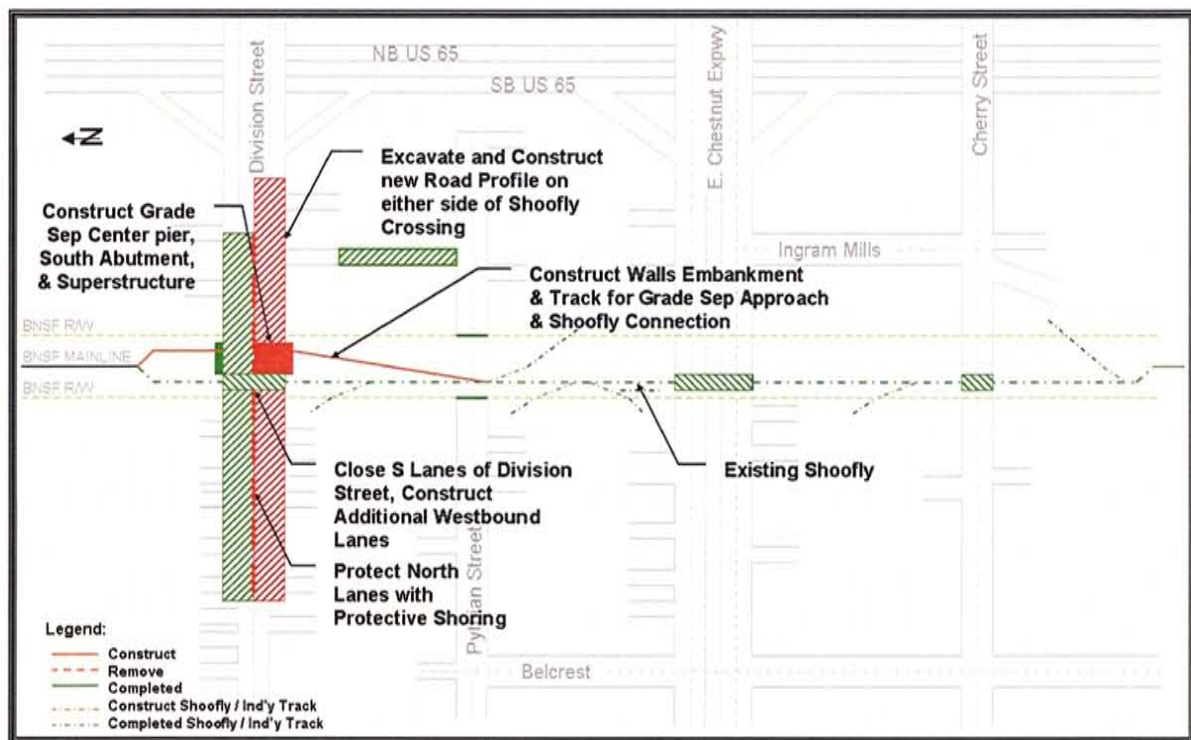 NB US 65
SB US 65
Division Street
E. Chestnut Expwy
Cherry Street
N
Excavate and Construct
new Road Profile on
either side of Shoofly
Crossing
Construct Grade
Sep Center pier,
South Abutment,
& Superstructure
Ingram Mills
Construct Walls Embankment
& Track for Grade Sep Approach
& Shoofly Connection
BNSF R/W
BNSF MAINLINE
BNSF R/W
Close S Lanes of Division
Street, Construct
Additional Westbound
Lanes
Existing Shoofly
Protect North
Lanes with
Protective Shoring
Pythian Street
Belcrest
Legend:
Construct
Remove
Completed
Construct Shoofly / Ind'y Track
Completed Shoofly / Ind'y Track